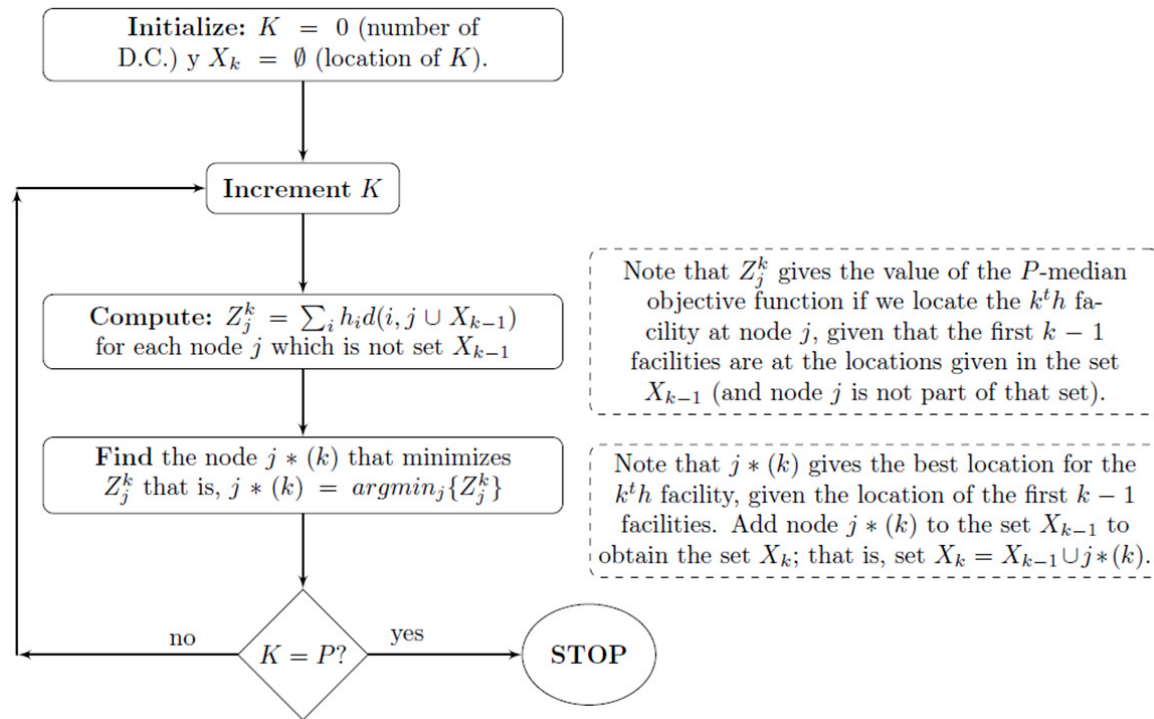 Initialize: K = 0 (number of
D.C.) y X_k = ∅ (location of K).
Increment K
Compute: Z_j^k = ∑_i h_i d(i, j ∪ X_{k−1})
for each node j which is not set X_{k−1}
Note that Z_j^k gives the value of the P-median
objective function if we locate the k^th fa-
cility at node j, given that the first k − 1
facilities are at the locations given in the set
X_{k−1} (and node j is not part of that set).
Find the node j * (k) that minimizes
Z_j^k that is, j * (k) = argmin_j{Z_j^k}
Note that j * (k) gives the best location for the
k^th facility, given the location of the first k − 1
facilities. Add node j * (k) to the set X_{k−1} to
obtain the set X_k; that is, set X_k = X_{k−1} ∪ j * (k).
no
K = P?
yes
STOP